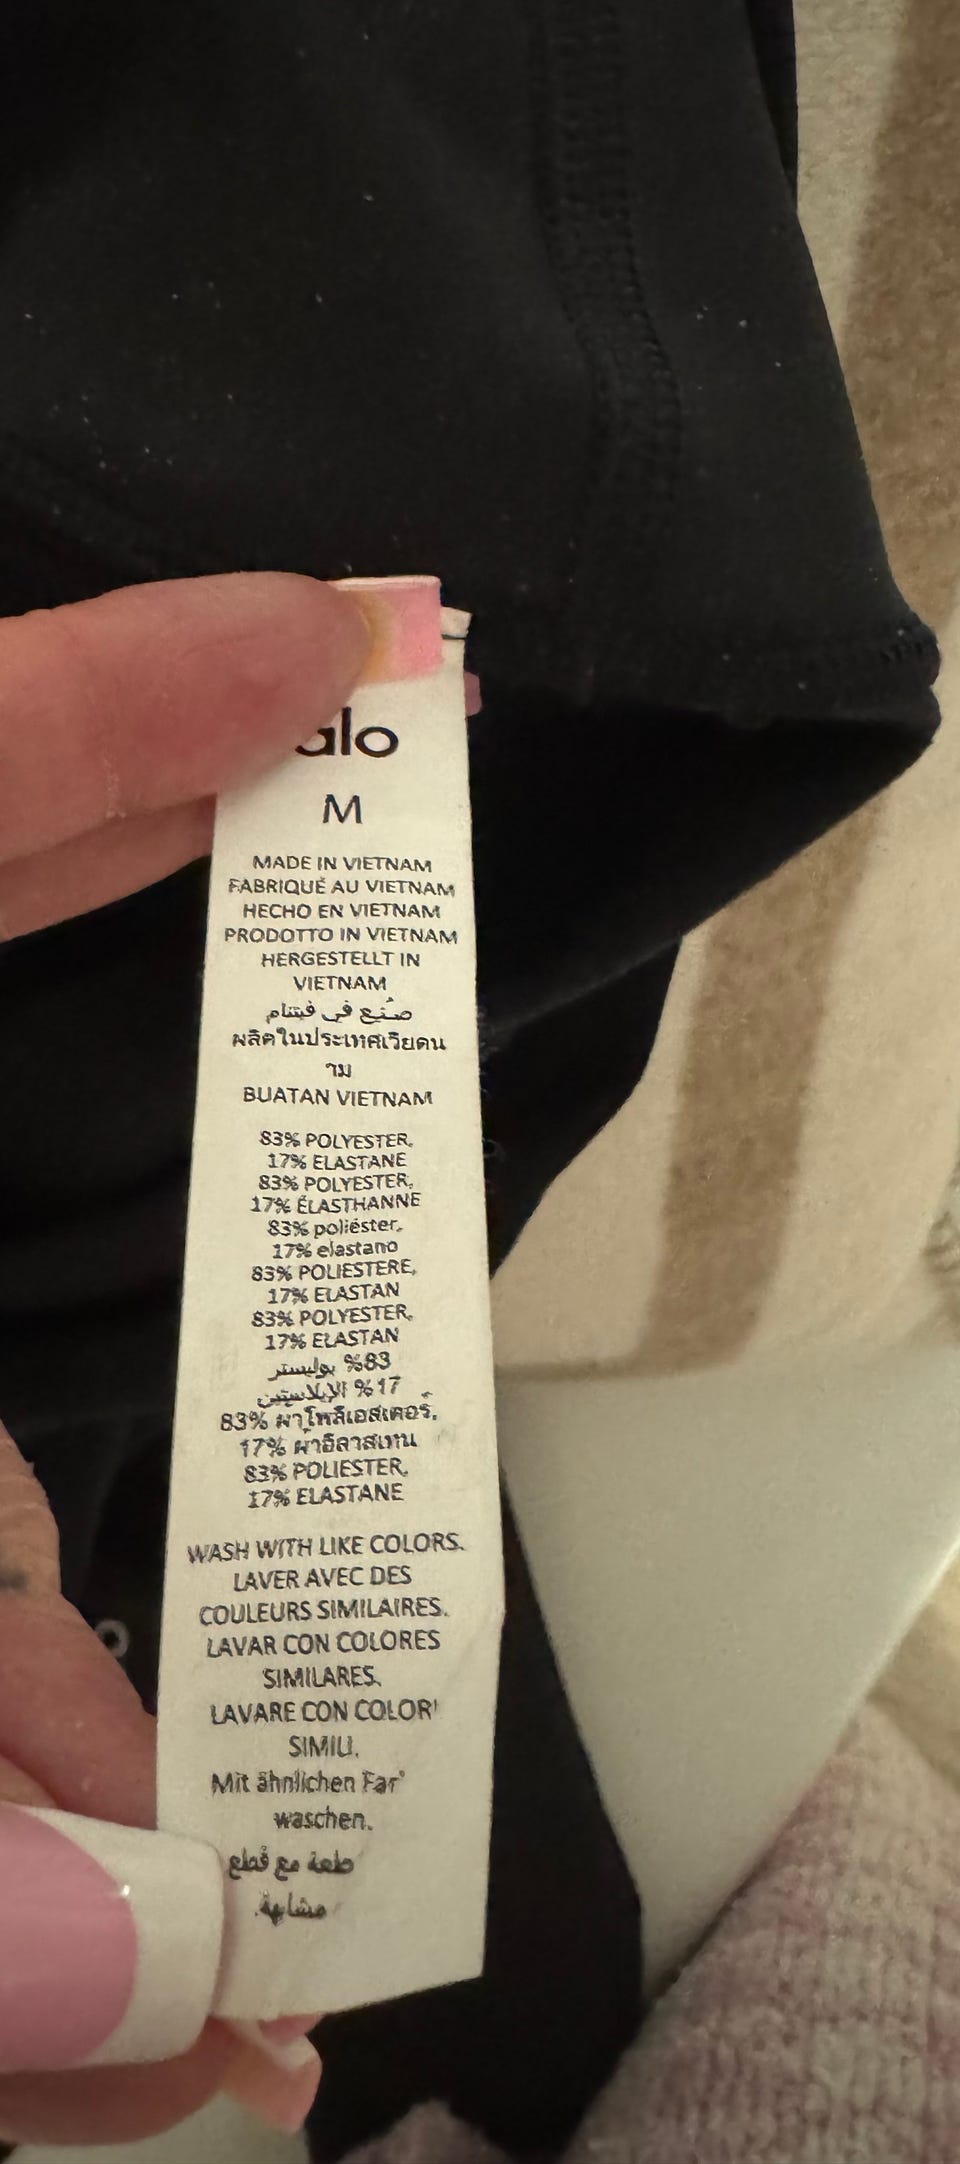 alo
M
MADE IN VIETNAM
FABRIQUÉ AU VIETNAM
HECHO EN VIETNAM
PRODOTTO IN VIETNAM
HERGESTELLT IN
VIETNAM
صُنع في فيتنام
ผลิตในประเทศเวียดน
าม
BUATAN VIETNAM
83% POLYESTER,
17% ELASTANE
83% POLYESTER,
17% ÉLASTHANNE
83% poliéster,
17% elastano
83% POLIESTERE,
17% ELASTAN
83% POLYESTER,
17% ELASTAN
83% بوليستر
17% الإيلاستين
83% ผ้าโพลีเอสเตอร์,
17% ผ้าอีลาสเทน
83% POLIESTER,
17% ELASTANE
WASH WITH LIKE COLORS.
LAVER AVEC DES
COULEURS SIMILAIRES.
LAVAR CON COLORES
SIMILARES.
LAVARE CON COLORI
SIMILI.
Mit ähnlichen
waschen.
مع قطع
مشابهة.